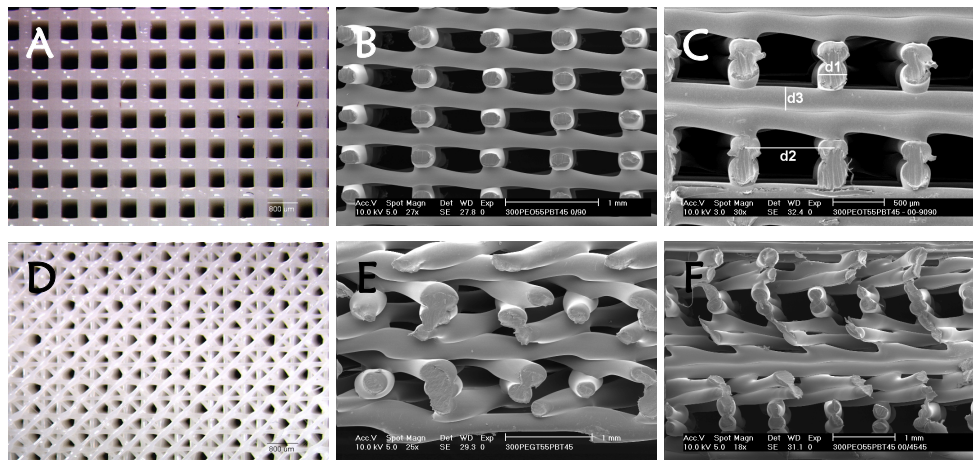 A
800 µm
B
Acc.V Spot Magn Det WD Exp
10.0 kV 5.0 27x SE 27.8 0
1 mm
300PEO55PBT45 0/90
C
d1
d3
d2
Acc.V Spot Magn Det WD Exp
10.0 kV 3.0 30x SE 32.4 0
500 µm
300PEOT55PBT45 - 00-9090
D
800 µm
E
Acc.V Spot Magn Det WD Exp
10.0 kV 5.0 25x SE 29.3 0
1 mm
300PEGT55PBT45
F
Acc.V Spot Magn Det WD Exp
10.0 kV 5.0 18x SE 31.1 0
1 mm
300PEO55PBT45 00/4545